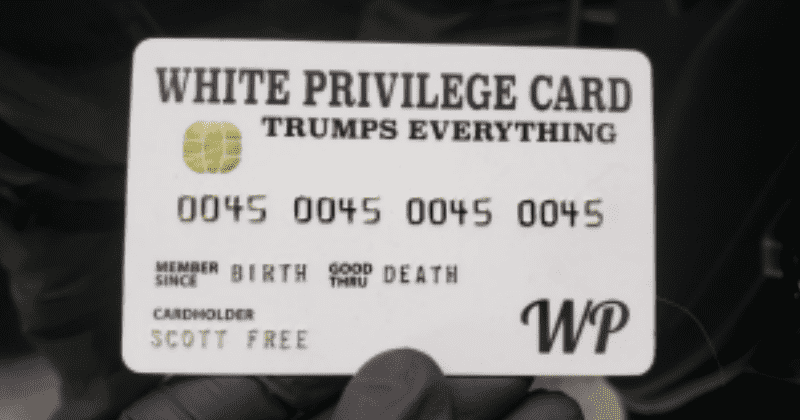 WHITE PRIVILEGE CARD
TRUMPS EVERYTHING
0045 0045 0045 0045
MEMBER SINCE BIRTH GOOD THRU DEATH
CARDHOLDER
SCOTT FREE
WP